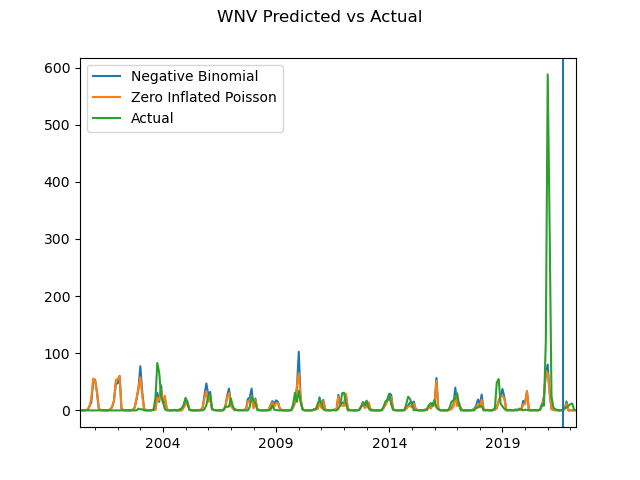 WNV Predicted vs Actual
Negative Binomial
Zero Inflated Poisson
Actual
600
500
400
300
200
100
0
2004
2009
2014
2019